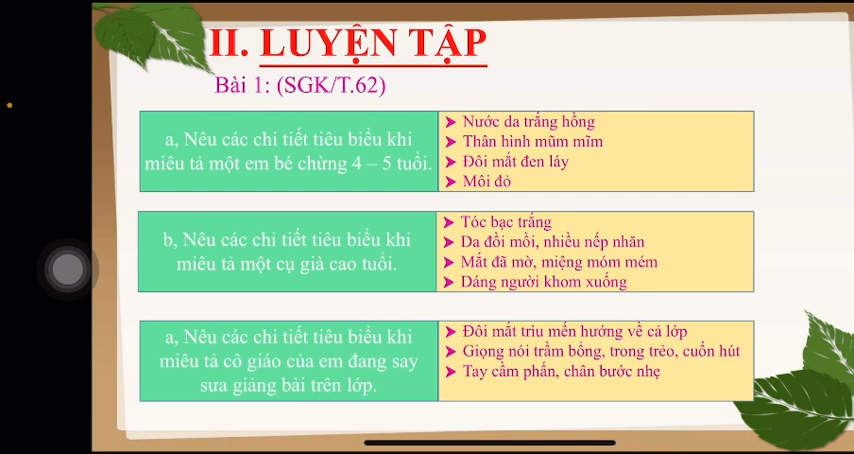 II. LUYỆN TẬP
Bài 1: (SGK/T.62)
a, Nêu các chi tiết tiêu biểu khi
miêu tả một em bé chừng 4 – 5 tuổi.
Nước da trắng hồng
Thân hình mũm mĩm
Đôi mắt đen láy
Môi đỏ
b, Nêu các chi tiết tiêu biểu khi
miêu tả một cụ già cao tuổi.
Tóc bạc trắng
Da đồi mồi, nhiều nếp nhăn
Mắt đã mờ, miệng móm mém
Dáng người khom xuống
a, Nêu các chi tiết tiêu biểu khi
miêu tả cô giáo của em đang say
sưa giảng bài trên lớp.
Đôi mắt trìu mến hướng về cả lớp
Giọng nói trầm bổng, trong trẻo, cuốn hút
Tay cầm phấn, chân bước nhẹ